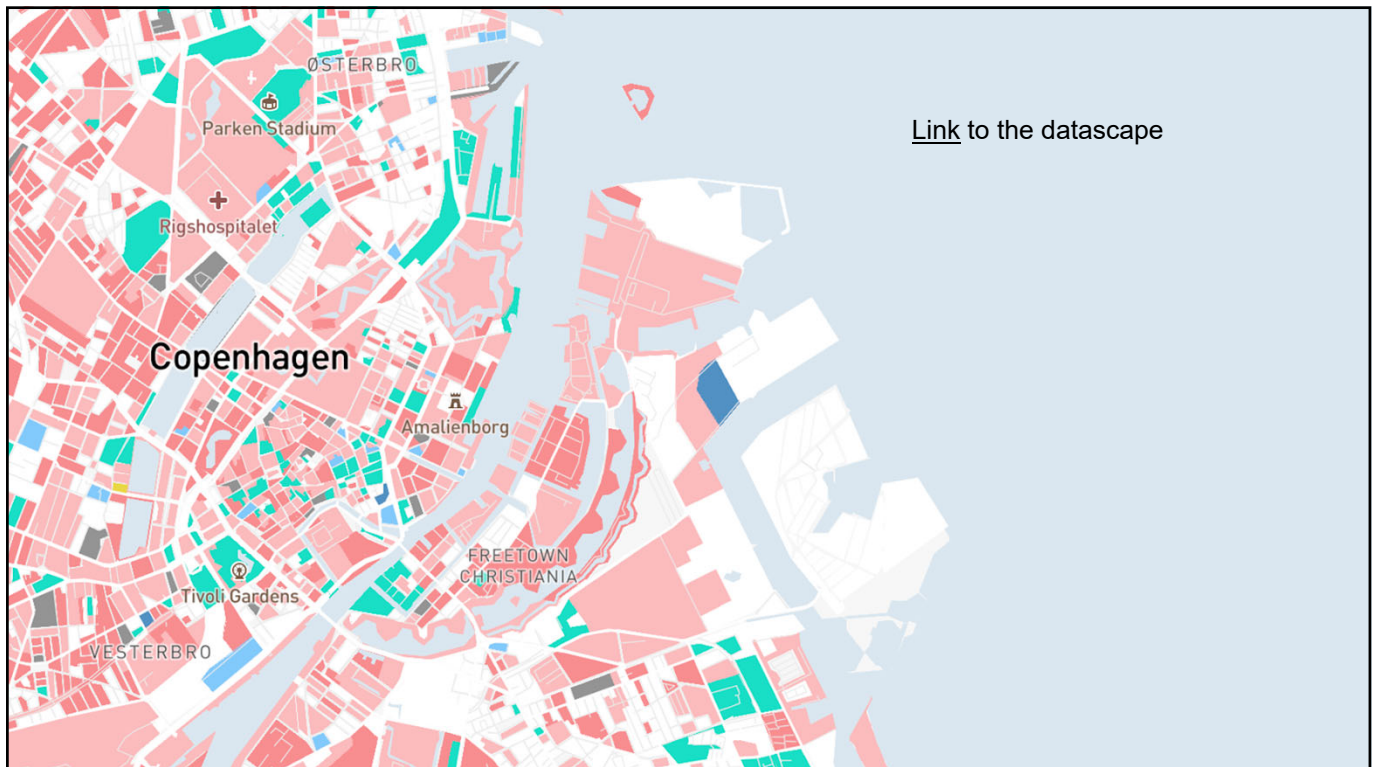 ØSTERBRO
Parken Stadium
Link to the datascape
Rigshospitalet
Copenhagen
Amalienborg
FREETOWN
CHRISTIANIA
Tivoli Gardens
VESTERBRO